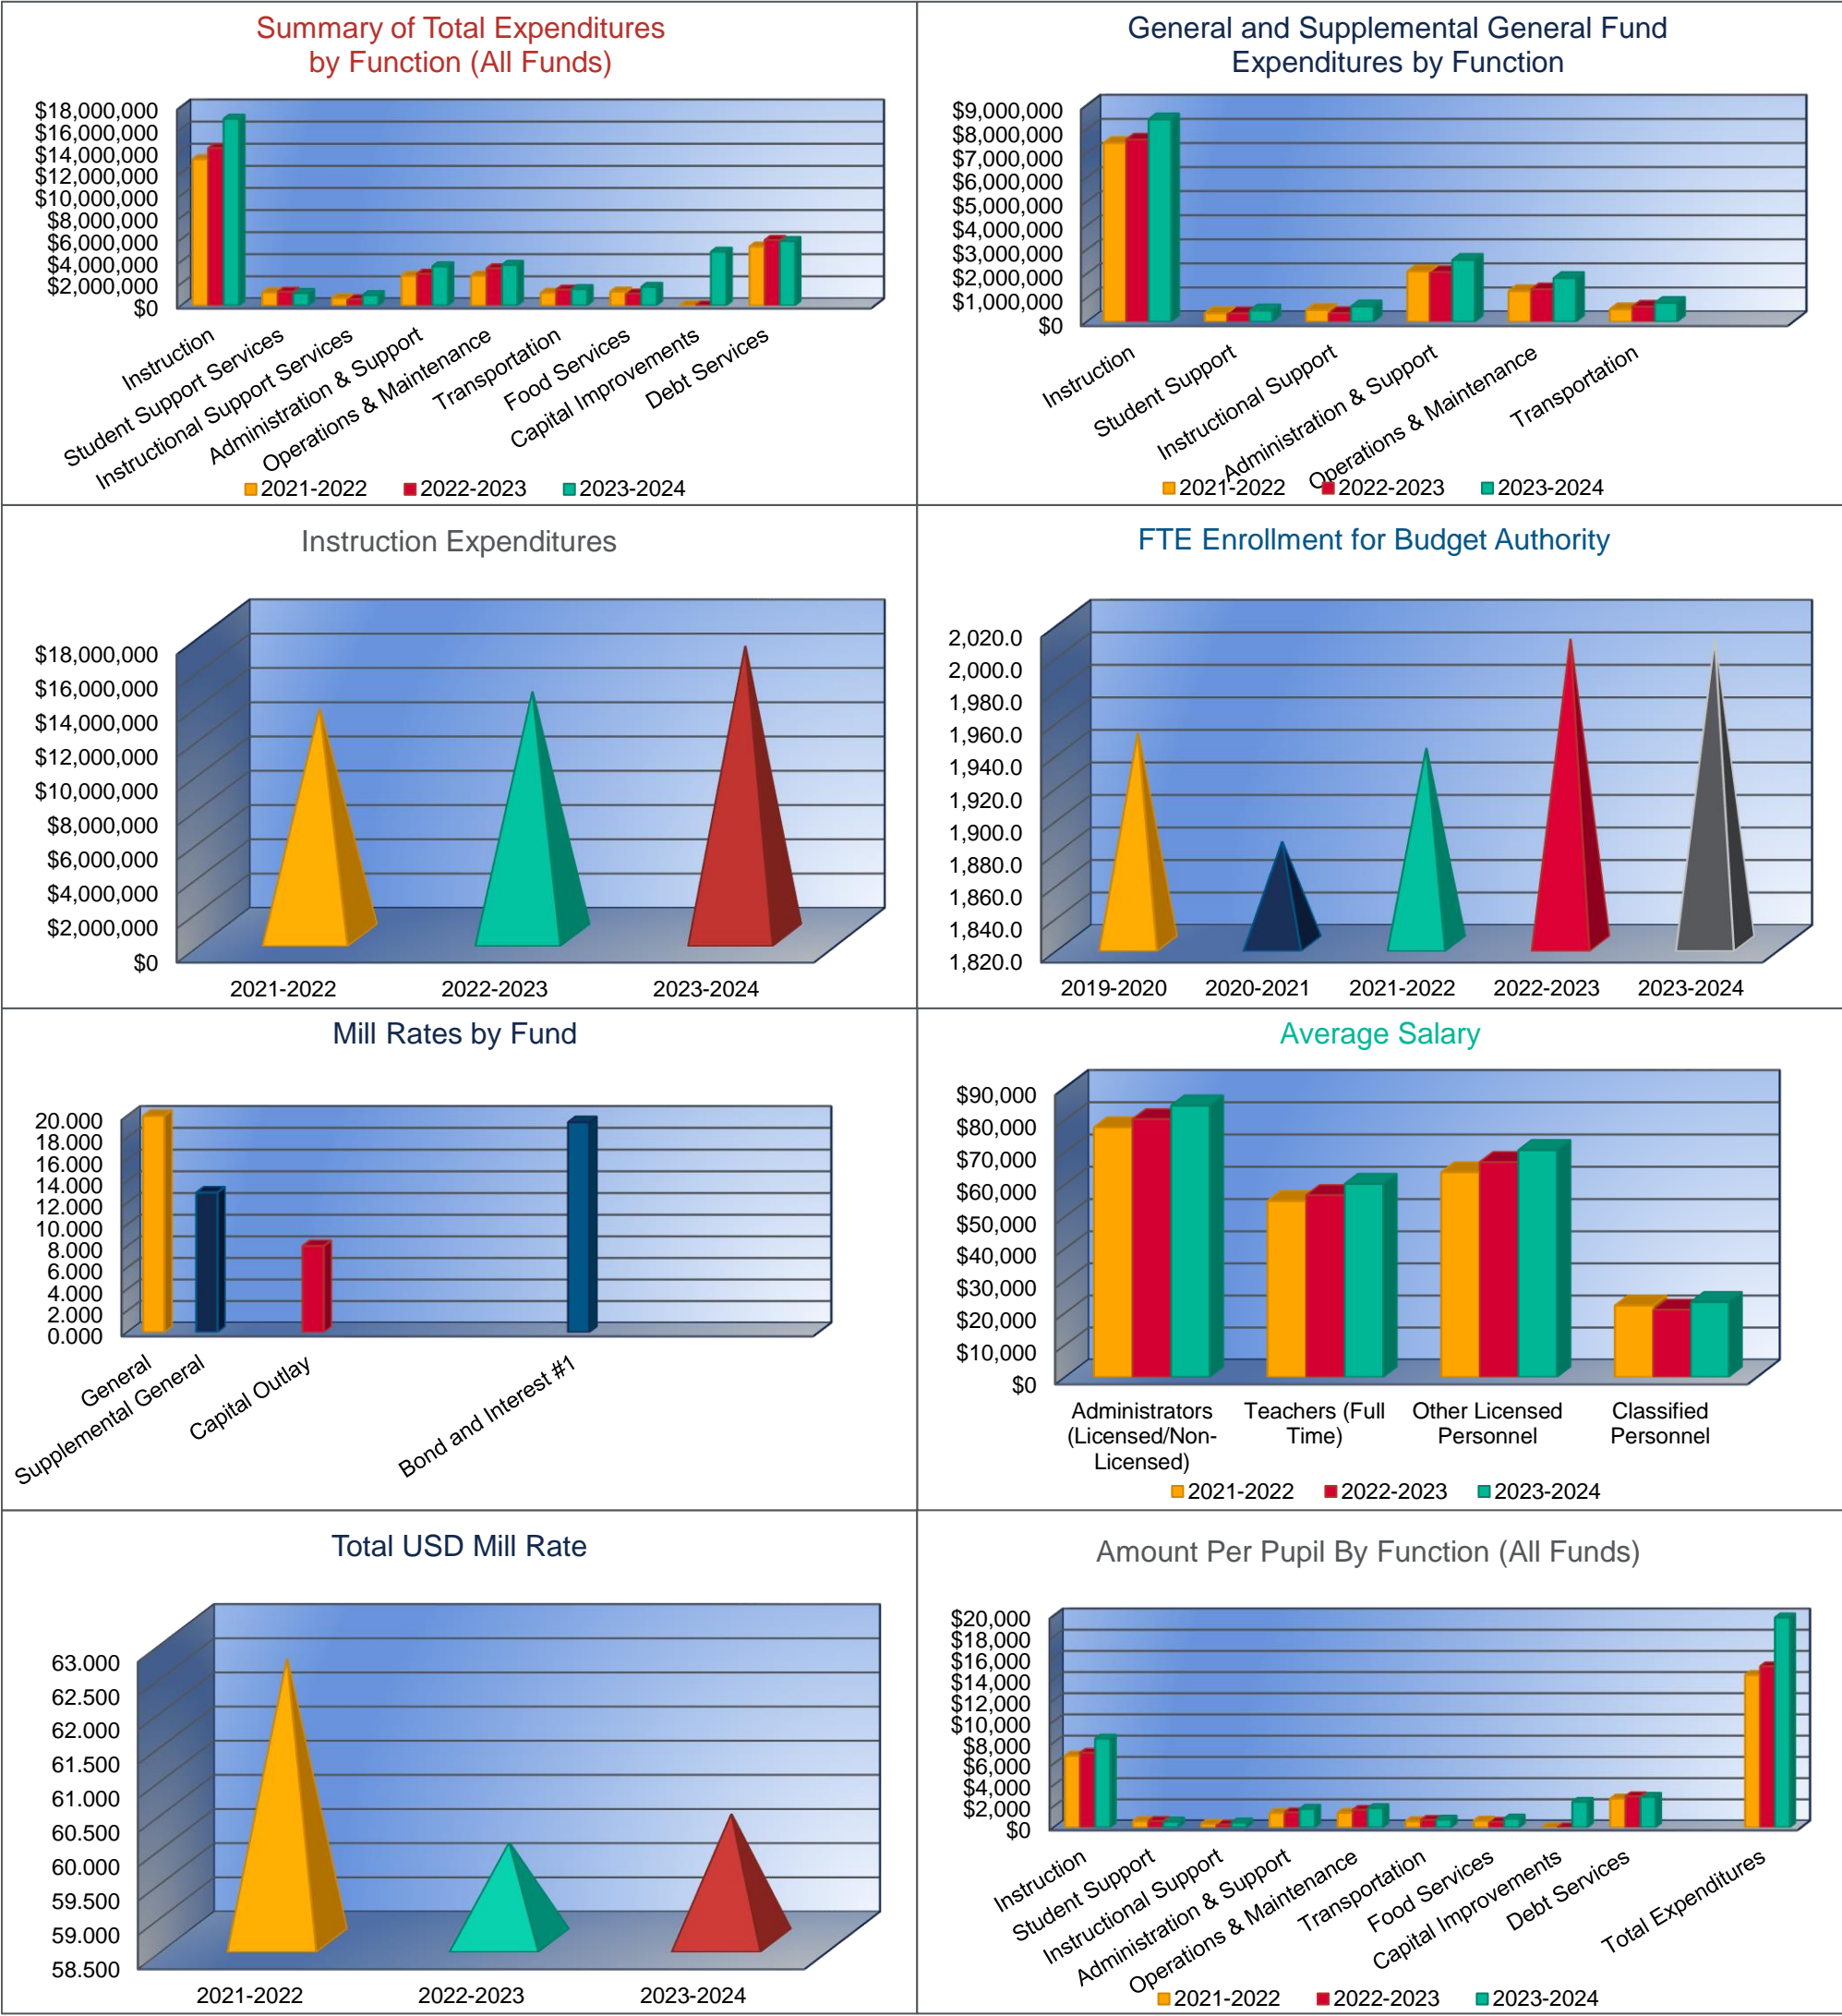 Summary of Total Expenditures
by Function (All Funds)
$18,000,000
$16,000,000
$14,000,000
$12,000,000
$10,000,000
$8,000,000
$6,000,000
$4,000,000
$2,000,000
$0
Instruction
Student Support Services
Instructional Support Services
Administration & Support
Operations & Maintenance
Transportation
Food Services
Capital Improvements
Debt Services
2021-2022 2022-2023 2023-2024
General and Supplemental General Fund
Expenditures by Function
$9,000,000
$8,000,000
$7,000,000
$6,000,000
$5,000,000
$4,000,000
$3,000,000
$2,000,000
$1,000,000
$0
Instruction
Student Support
Instructional Support
Administration & Support
Operations & Maintenance
Transportation
2021-2022 2022-2023 2023-2024
Instruction Expenditures
$18,000,000
$16,000,000
$14,000,000
$12,000,000
$10,000,000
$8,000,000
$6,000,000
$4,000,000
$2,000,000
$0
2021-2022 2022-2023 2023-2024
FTE Enrollment for Budget Authority
2,020.0
2,000.0
1,980.0
1,960.0
1,940.0
1,920.0
1,900.0
1,880.0
1,860.0
1,840.0
1,820.0
2019-2020 2020-2021 2021-2022 2022-2023 2023-2024
Mill Rates by Fund
20.000
18.000
16.000
14.000
12.000
10.000
8.000
6.000
4.000
2.000
0.000
General
Supplemental General
Capital Outlay
Bond and Interest #1
Average Salary
$90,000
$80,000
$70,000
$60,000
$50,000
$40,000
$30,000
$20,000
$10,000
$0
Administrators
(Licensed/Non-
Licensed)
Teachers (Full
Time)
Other Licensed
Personnel
Classified
Personnel
2021-2022 2022-2023 2023-2024
Total USD Mill Rate
63.000
62.500
62.000
61.500
61.000
60.500
60.000
59.500
59.000
58.500
2021-2022 2022-2023 2023-2024
Amount Per Pupil By Function (All Funds)
$20,000
$18,000
$16,000
$14,000
$12,000
$10,000
$8,000
$6,000
$4,000
$2,000
$0
Instruction
Student Support
Instructional Support
Administration & Support
Operations & Maintenance
Transportation
Food Services
Capital Improvements
Debt Services
Total Expenditures
2021-2022 2022-2023 2023-2024